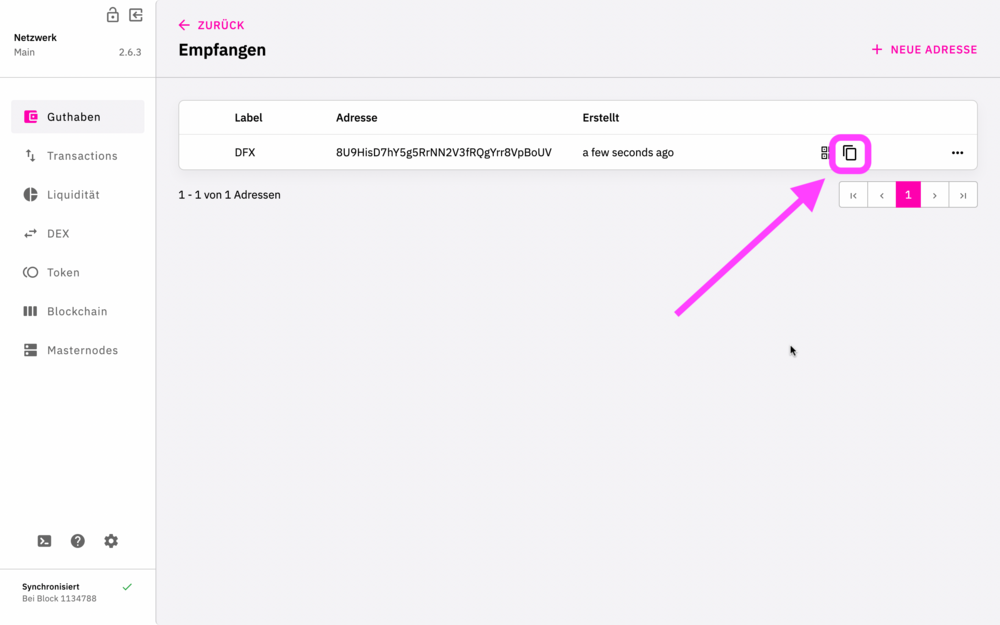 Netzwerk
Main 2.6.3
Guthaben
Transactions
Liquidität
DEX
Token
Blockchain
Masternodes
Synchronisiert
Bei Block 1134788
ZURÜCK
Empfangen
NEUE ADRESSE
Label Adresse Erstellt
DFX 8U9HisD7hY5g5RrNN2V3fRQgYrr8VpBoUV a few seconds ago
1 - 1 von 1 Adressen
1